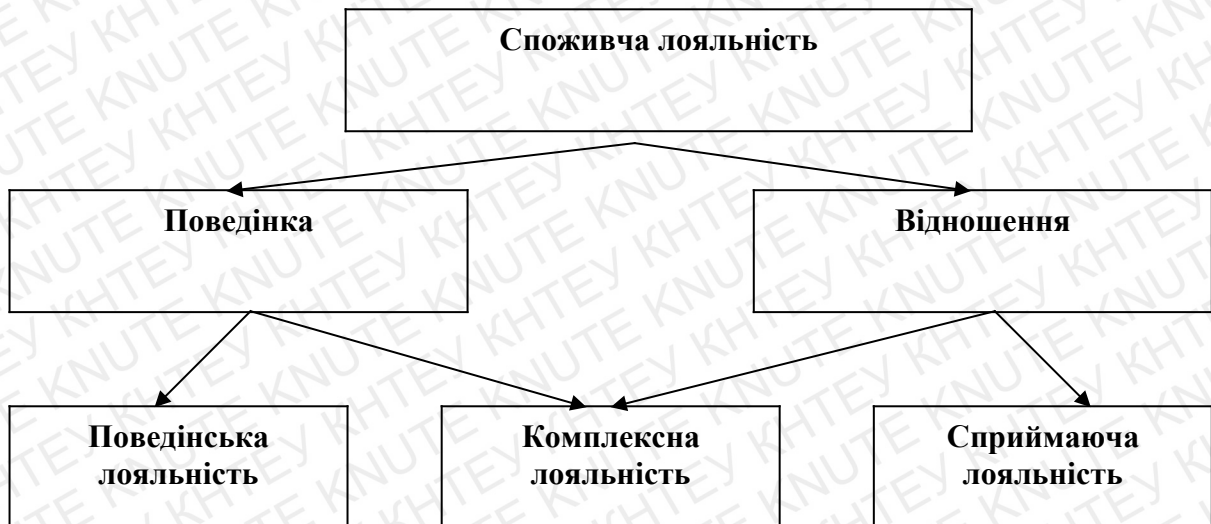 Споживча лояльність
Поведінка
Відношення
Поведінська
лояльність
Комплексна
лояльність
Сприймаюча
лояльність